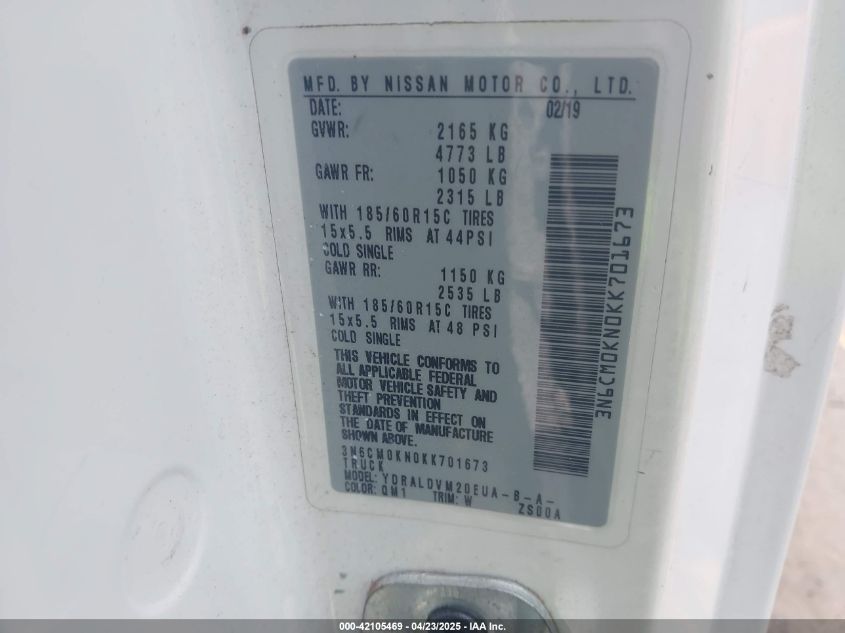 MFD. BY NISSAN MOTOR CO., LTD.
DATE: 02/19
GVWR: 2165 KG
4773 LB
GAWR FR: 1050 KG
2315 LB
WITH 185/60R15C TIRES
15x5.5 RIMS AT 44PSI
COLD SINGLE
GAWR RR: 1150 KG
2535 LB
WITH 185/60R15C TIRES
15x5.5 RIMS AT 48 PSI
COLD SINGLE
THIS VEHICLE CONFORMS TO
ALL APPLICABLE FEDERAL
MOTOR VEHICLE SAFETY AND
THEFT PREVENTION
STANDARDS IN EFFECT ON
THE DATE OF MANUFACTURE
SHOWN ABOVE.
3N6CM0KN0KK701673
TRUCK
MODEL: YDRALDVM20EUA-B-A-
COLOR: QM1 TRIM: W ZS00A
3N6CM0KN0KK701673
000-42105469 - 04/23/2025 - IAA Inc.